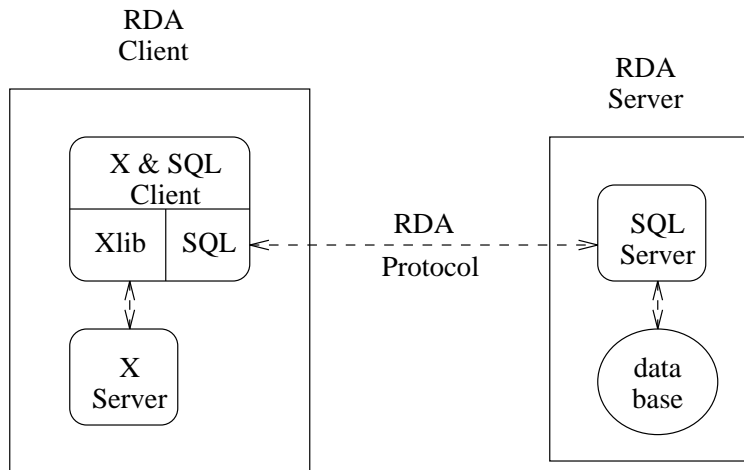 RDA
Client
RDA
Server
X & SQL
Client
Xlib
SQL
RDA
Protocol
SQL
Server
X
Server
data
base